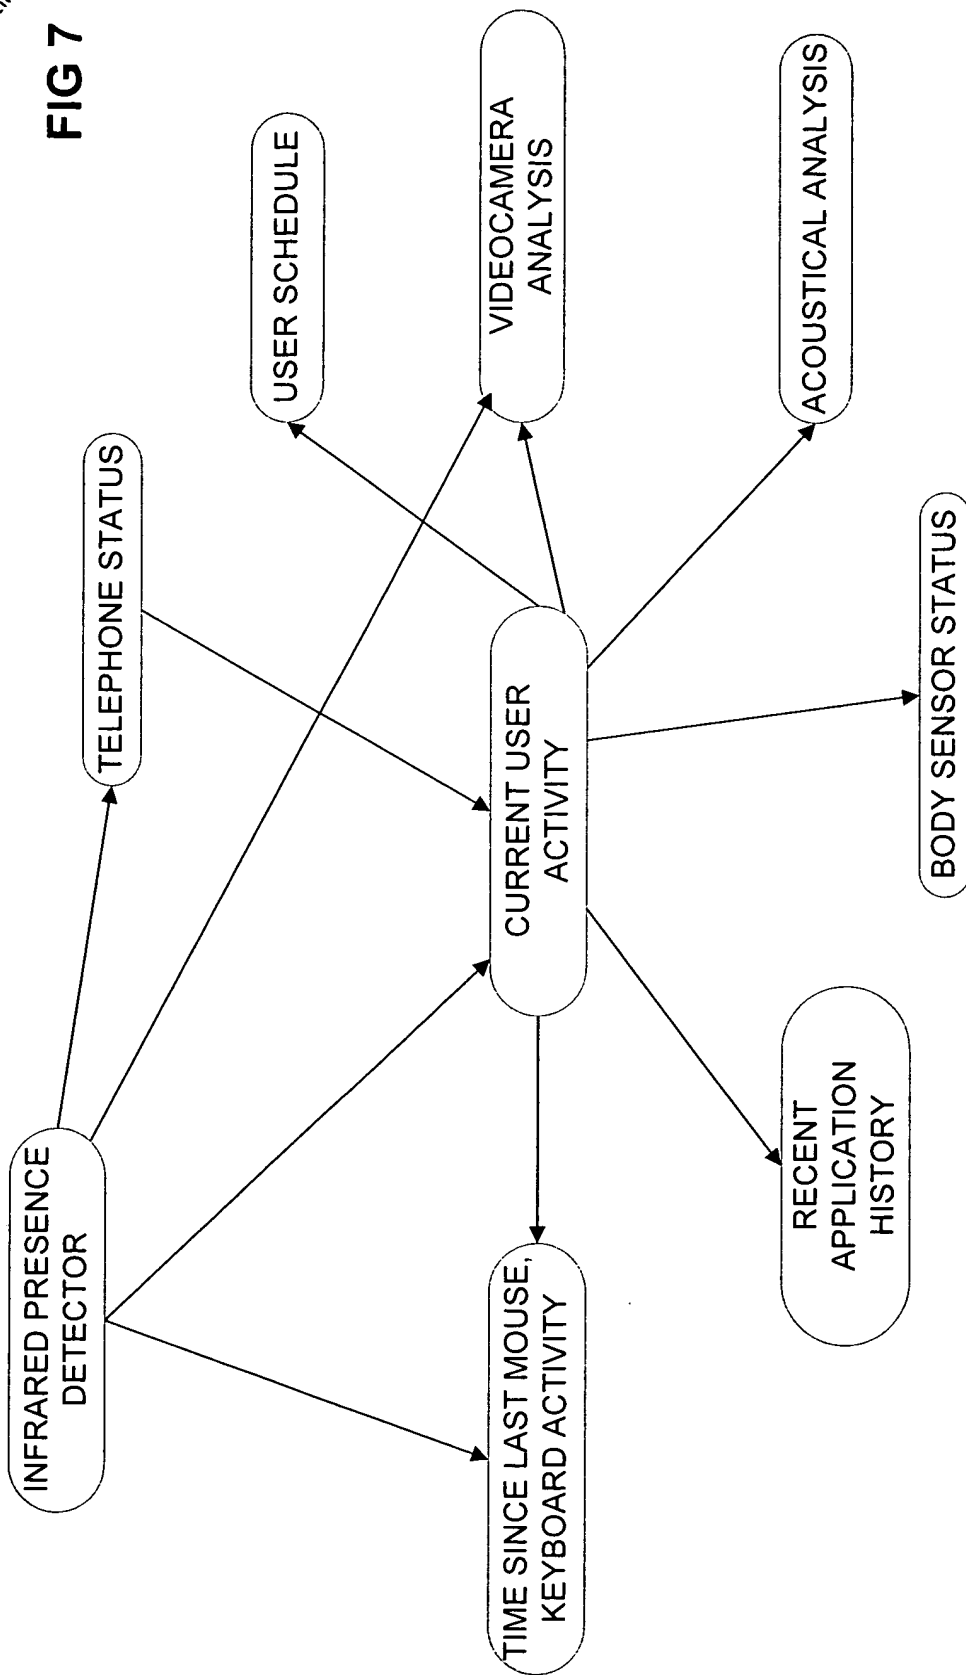 FIG 7
INFRARED PRESENCE
DETECTOR
TELEPHONE STATUS
USER SCHEDULE
TIME SINCE LAST MOUSE,
KEYBOARD ACTIVITY
CURRENT USER
ACTIVITY
VIDEOCAMERA
ANALYSIS
RECENT
APPLICATION
HISTORY
BODY SENSOR STATUS
ACOUSTICAL ANALYSIS